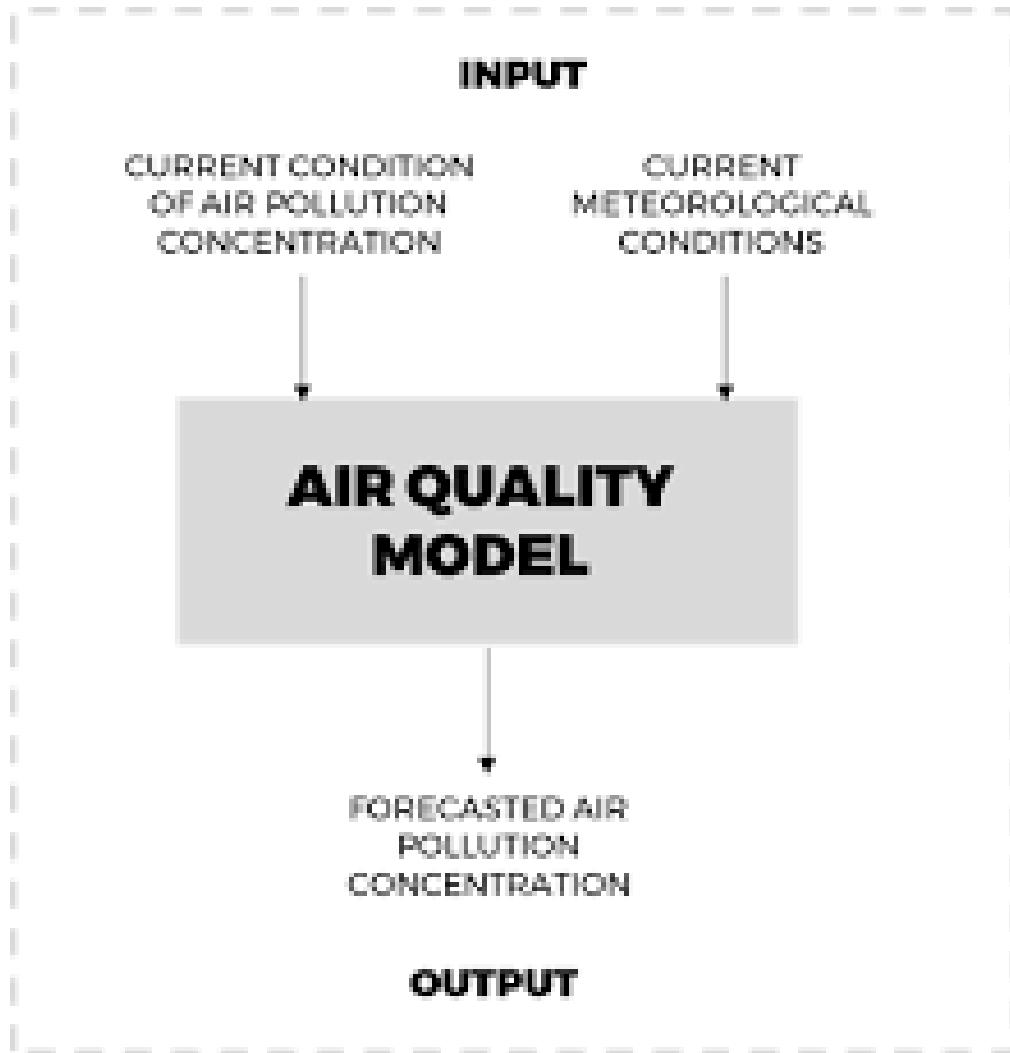 INPUT
CURRENT CONDITION
OF AIR POLLUTION
CONCENTRATION
CURRENT
METEOROLOGICAL
CONDITIONS
AIR QUALITY
MODEL
FORECASTED AIR
POLLUTION
CONCENTRATION
OUTPUT